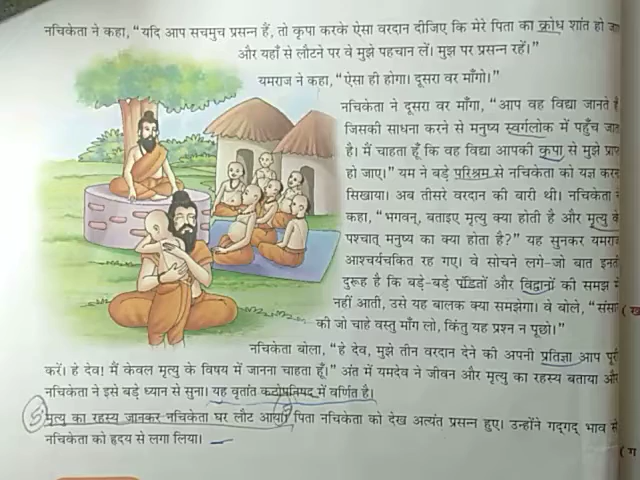 नचिकेता ने कहा, “यदि आप सचमुच प्रसन्न हैं, तो कृपा करके ऐसा वरदान दीजिए कि मेरे पिता का क्रोध शांत हो
और यहाँ से लौटने पर वे मुझे पहचान लें। मुझ पर प्रसन्न रहें।”
यमराज ने कहा, “ऐसा ही होगा। दूसरा वर माँगो।”
नचिकेता ने दूसरा वर माँगा, “आप वह विद्या जानते
जिसकी साधना करने से मनुष्य स्वर्गलोक में पहुँच
है। मैं चाहता हूँ कि वह विद्या आपकी कृपा से मुझे
हो जाए।” यम ने बड़े परिश्रम से नचिकेता को यज्ञ
सिखाया। अब तीसरे वरदान की बारी थी। नचिकेता
कहा, “भगवन्, बताइए मृत्यु क्या होती है और मृत्यु
पश्चात् मनुष्य का क्या होता है?” यह सुनकर
आश्चर्यचकित रह गए। वे सोचने लगे-जो बात
दुरूह है कि बड़े-बड़े पंडितों और विद्वानों की समझ
नहीं आती, उसे यह बालक क्या समझेगा। वे बोले, “संसार ( ख
की जो चाहे वस्तु माँग लो, किंतु यह प्रश्न न पूछो।”
नचिकेता बोला, “हे देव, मुझे तीन वरदान देने की अपनी प्रतिज्ञा आप
करें। हे देव! मैं केवल मृत्यु के विषय में जानना चाहता हूँ।” अंत में यमदेव ने जीवन और मृत्यु का रहस्य बताया
नचिकेता ने इसे बड़े ध्यान से सुना। यह वृतांत कठोपनिषद् में वर्णित है।
मृत्यु का रहस्य जानकर नचिकेता घर लौट आया। पिता नचिकेता को देख अत्यंत प्रसन्न हुए। उन्होंने गद्‌गद् भाव
नचिकेता को हृदय से लगा लिया।
( ग